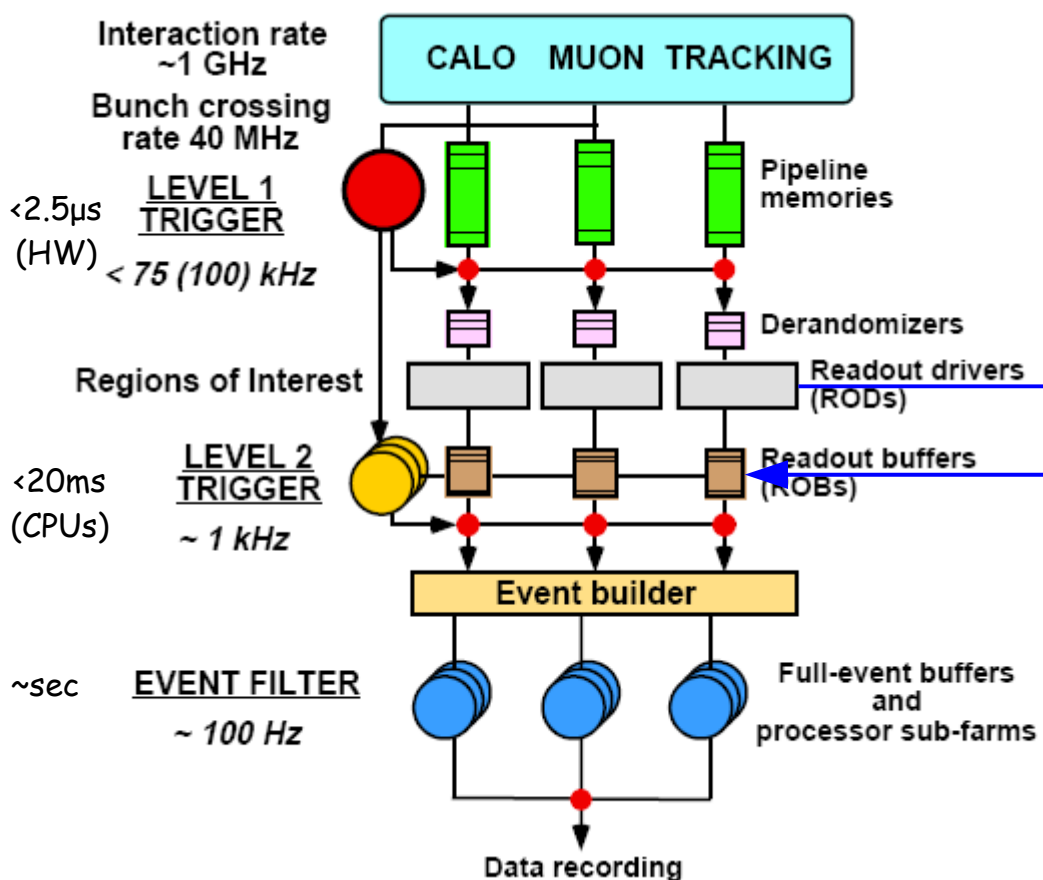 Interaction rate
~1 GHz
CALO MUON TRACKING
Bunch crossing
rate 40 MHz
Pipeline
memories
LEVEL 1
TRIGGER
<2.5µs
(HW)
< 75 (100) kHz
Derandomizers
Regions of Interest
Readout drivers
(RODs)
LEVEL 2
TRIGGER
Readout buffers
(ROBs)
<20ms
(CPUs)
~ 1 kHz
Event builder
~sec
EVENT FILTER
~ 100 Hz
Full-event buffers
and
processor sub-farms
Data recording